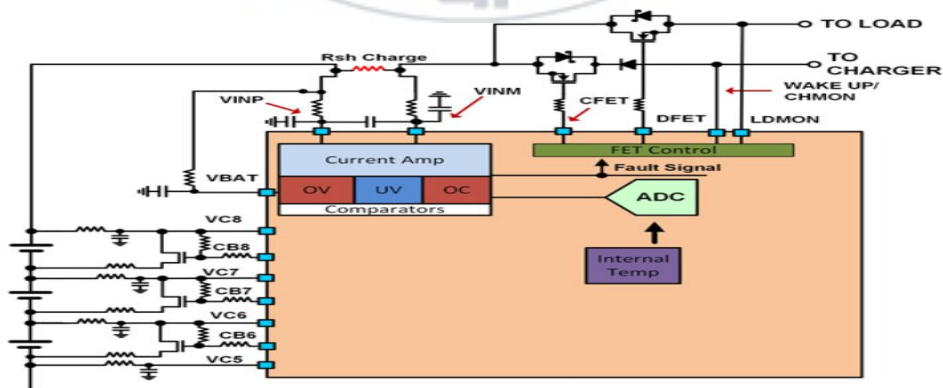 TO LOAD
Rsh Charge
TO
CHARGER
VINP
VINM
WAKE UP/
CHMON
CFET
DFET
LDMON
FET Control
Current Amp
Fault Signal
VBAT
OV
UV
OC
ADC
Comparators
VC8
CB8
Internal
Temp
VC7
CB7
VC6
CB6
VC5